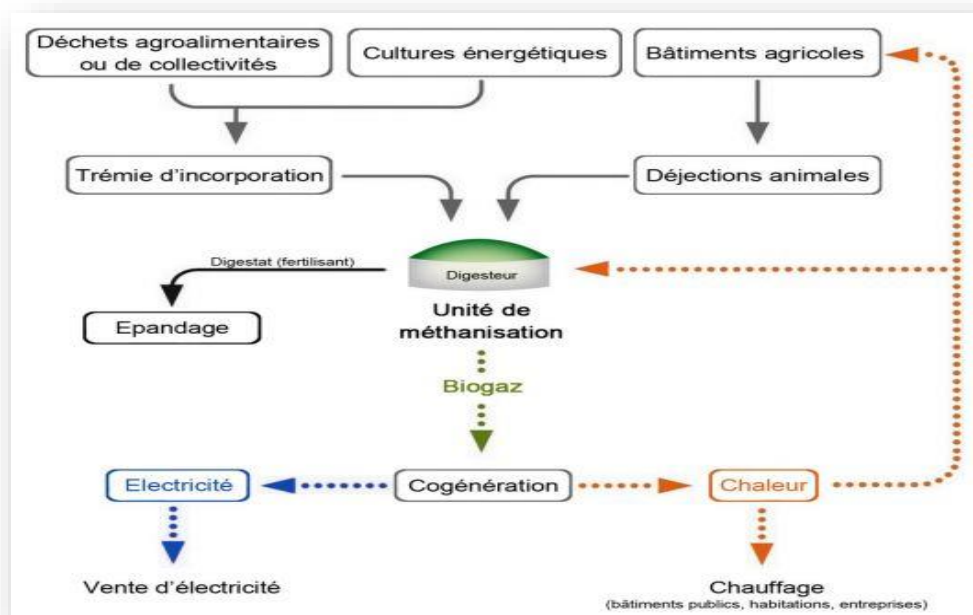 Déchets agroalimentaires
ou de collectivités
Cultures énergétiques
Bâtiments agricoles
Trémie d'incorporation
Déjections animales
Digestat (fertilisant)
Digesteur
Epandage
Unité de
méthanisation
Biogaz
Electricité
Cogénération
Chaleur
Vente d'électricité
Chauffage
(bâtiments publics, habitations, entreprises)